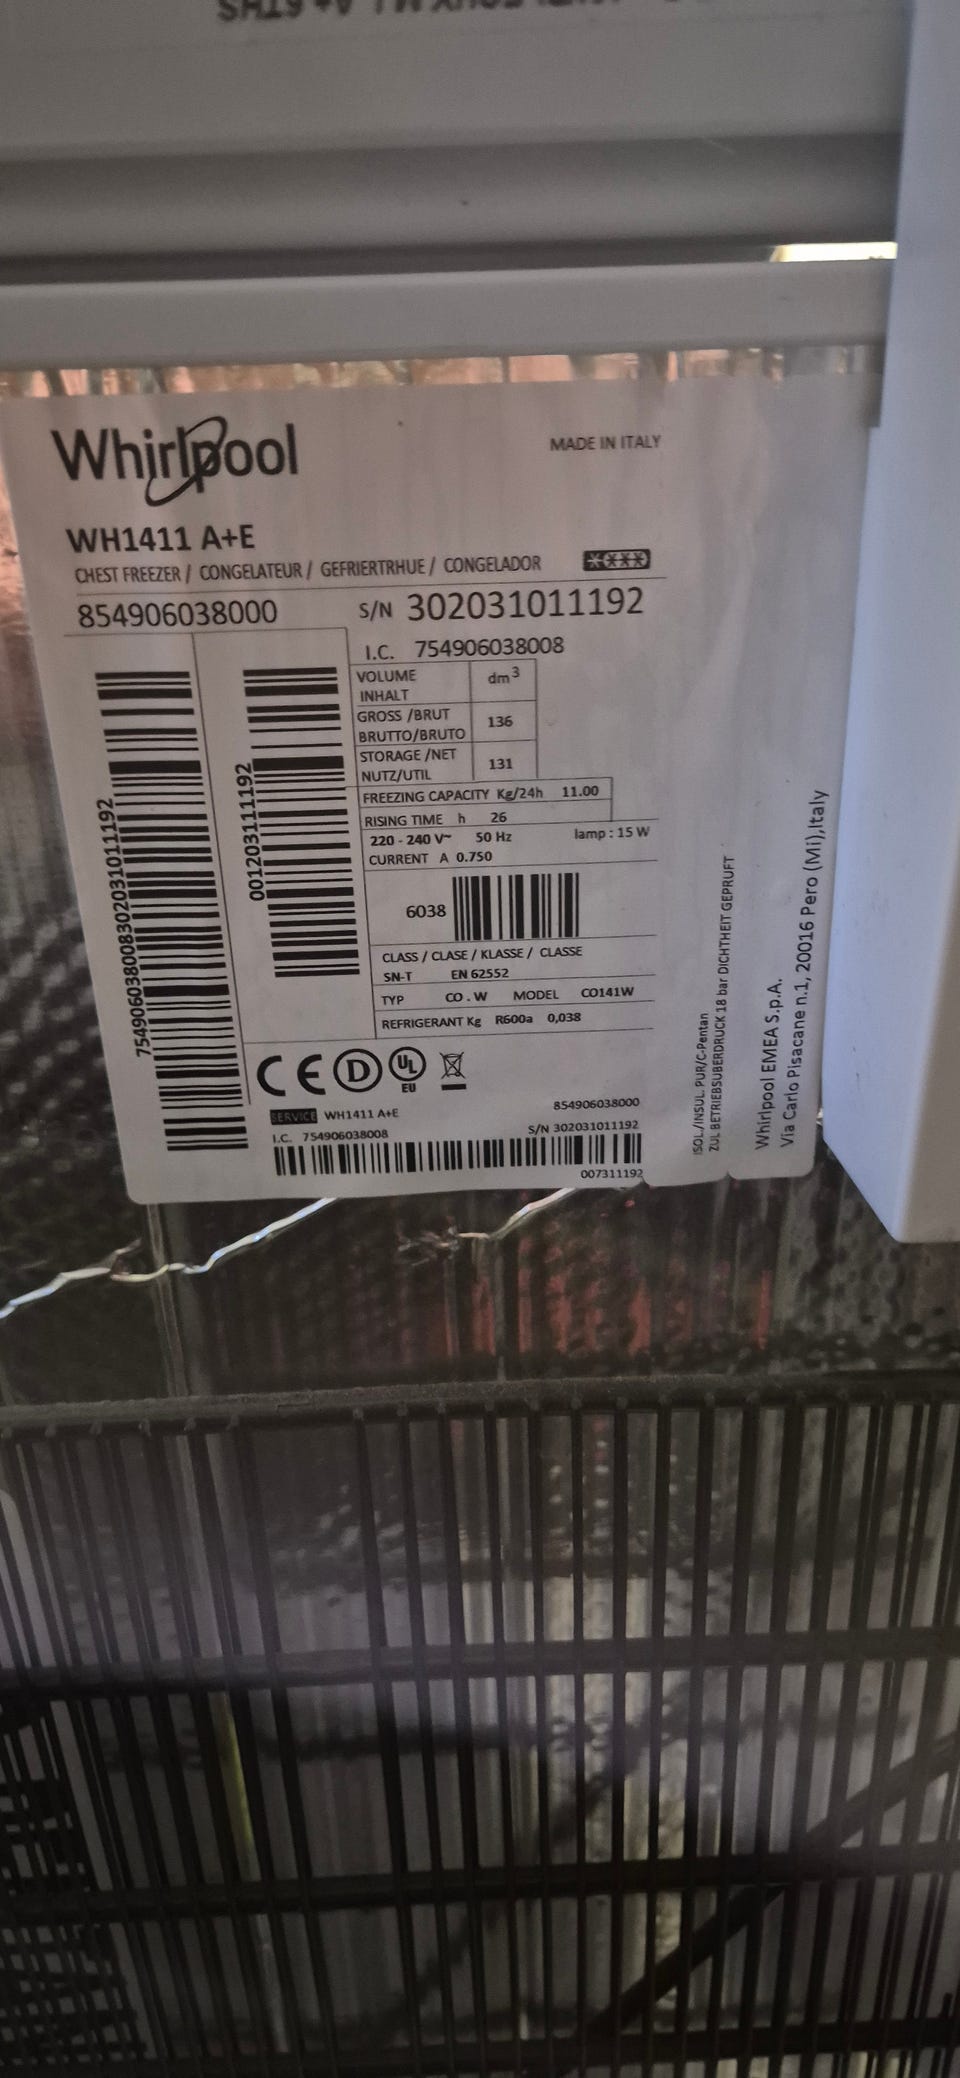 Whirlpool
MADE IN ITALY
WH1411 A+E
CHEST FREEZER / CONGELATEUR / GEFRIERTRHUE / CONGELADOR
854906038000 S/N 302031011192
I.C. 754906038008
VOLUME INHALT dm³
GROSS /BRUT BRUTTO/BRUTO 136
STORAGE /NET NUTZ/UTIL 131
FREEZING CAPACITY Kg/24h 11.00
RISING TIME h 26
220 - 240 V~ 50 Hz lamp : 15 W
CURRENT A 0.750
6038
CLASS / CLASE / KLASSE / CLASSE
SN-T EN 62552
TYP CO . W MODEL CO141W
REFRIGERANT Kg R600a 0,038
754906038008302031011192
001203111192
CE D UL EU
SERVICE WH1411 A+E 854906038000
I.C. 754906038008 S/N 302031011192
007311192
ISOL./INSUL. PUR/C-Pentan
ZUL BETRIEBSUBERDRUCK 18 bar DICHTHEIT GEPRUFT
Whirlpool EMEA S.p.A.
Via Carlo Pisacane n.1, 20016 Pero (Mi),Italy